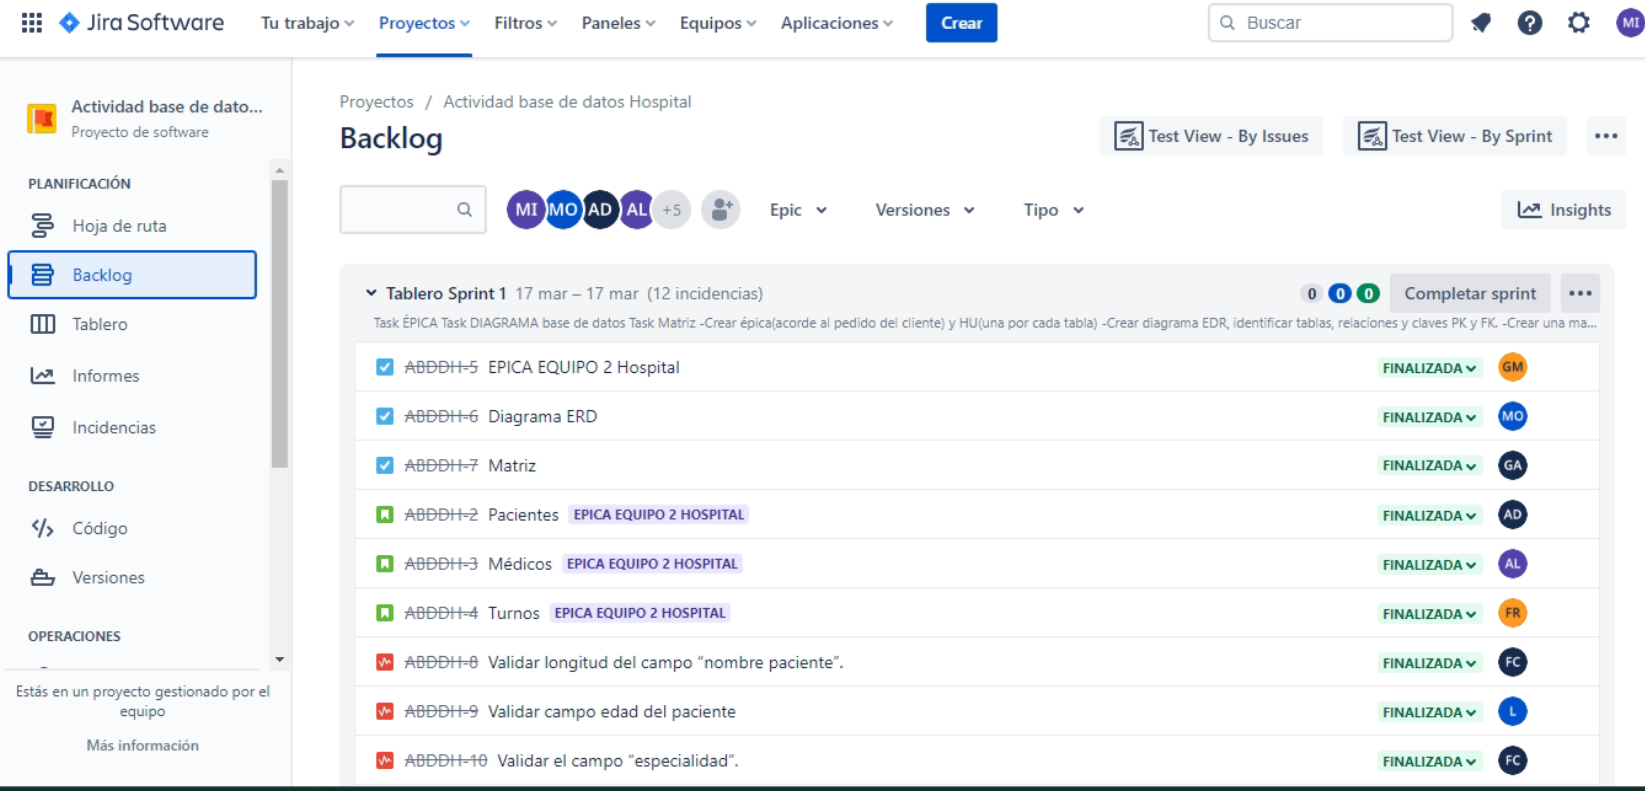 Jira Software Tu trabajo Proyectos Filtros Paneles Equipos Aplicaciones Crear Buscar MI
Actividad base de dato...
Proyecto de software
PLANIFICACIÓN
Hoja de ruta
Backlog
Tablero
Informes
Incidencias
DESARROLLO
Código
Versiones
OPERACIONES
Estás en un proyecto gestionado por el
equipo
Más información
Proyectos / Actividad base de datos Hospital
Backlog
Test View - By Issues Test View - By Sprint
MI MO AD AL +5 Epic Versiones Tipo Insights
Tablero Sprint 1 17 mar – 17 mar (12 incidencias) 0 0 0 Completar sprint
Task ÉPICA Task DIAGRAMA base de datos Task Matriz -Crear épica(acorde al pedido del cliente) y HU(una por cada tabla) -Crear diagrama EDR, identificar tablas, relaciones y claves PK y FK. -Crear una ma...
ABDDH-5 EPICA EQUIPO 2 Hospital FINALIZADA GM
ABDDH-6 Diagrama ERD FINALIZADA MO
ABDDH-7 Matriz FINALIZADA GA
ABDDH-2 Pacientes EPICA EQUIPO 2 HOSPITAL FINALIZADA AD
ABDDH-3 Médicos EPICA EQUIPO 2 HOSPITAL FINALIZADA AL
ABDDH-4 Turnos EPICA EQUIPO 2 HOSPITAL FINALIZADA FR
ABDDH-8 Validar longitud del campo “nombre paciente”. FINALIZADA FC
ABDDH-9 Validar campo edad del paciente FINALIZADA L
ABDDH-10 Validar el campo “especialidad”. FINALIZADA FC